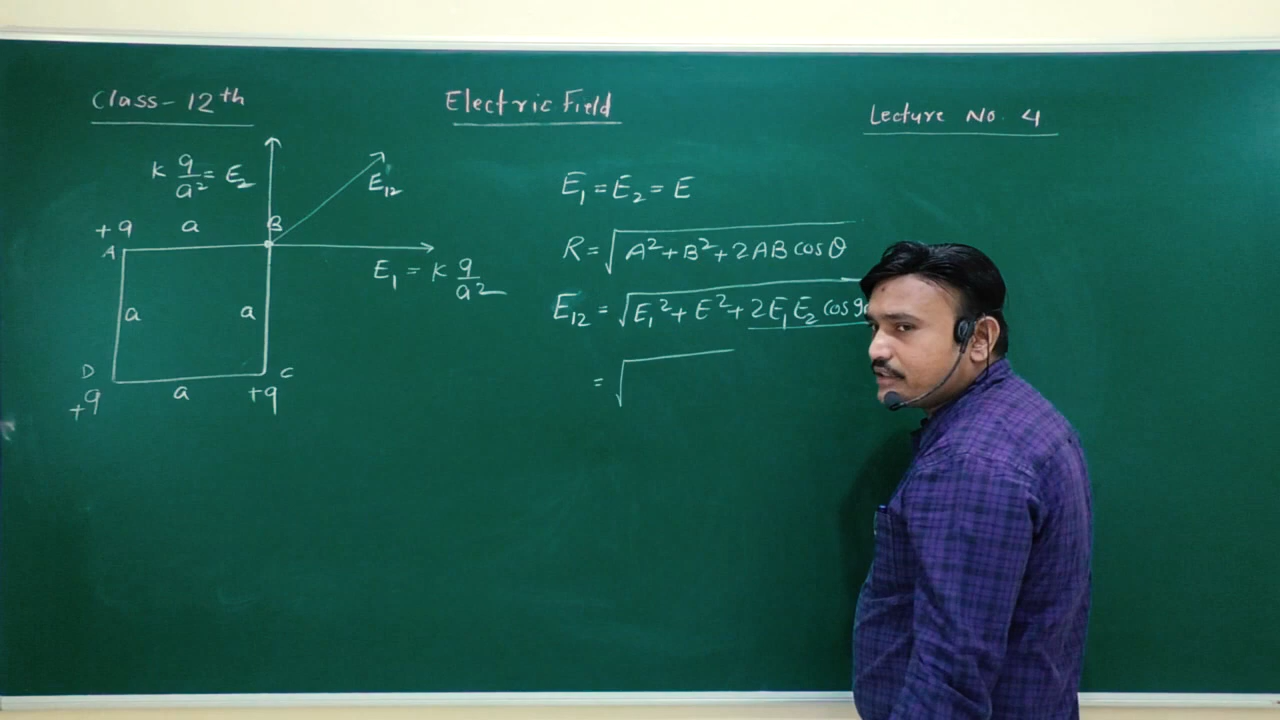 Class-12th
Electric Field
Lecture No. 4
K q/a² = E₂
E₁₂
+q
a
B
A
E₁ = K q/a²
a
a
D
C
+q
a
+q
E₁ = E₂ = E
R = √A² + B² + 2AB cos θ
E₁₂ = √E₁² + E² + 2E₁E₂ cos
= √